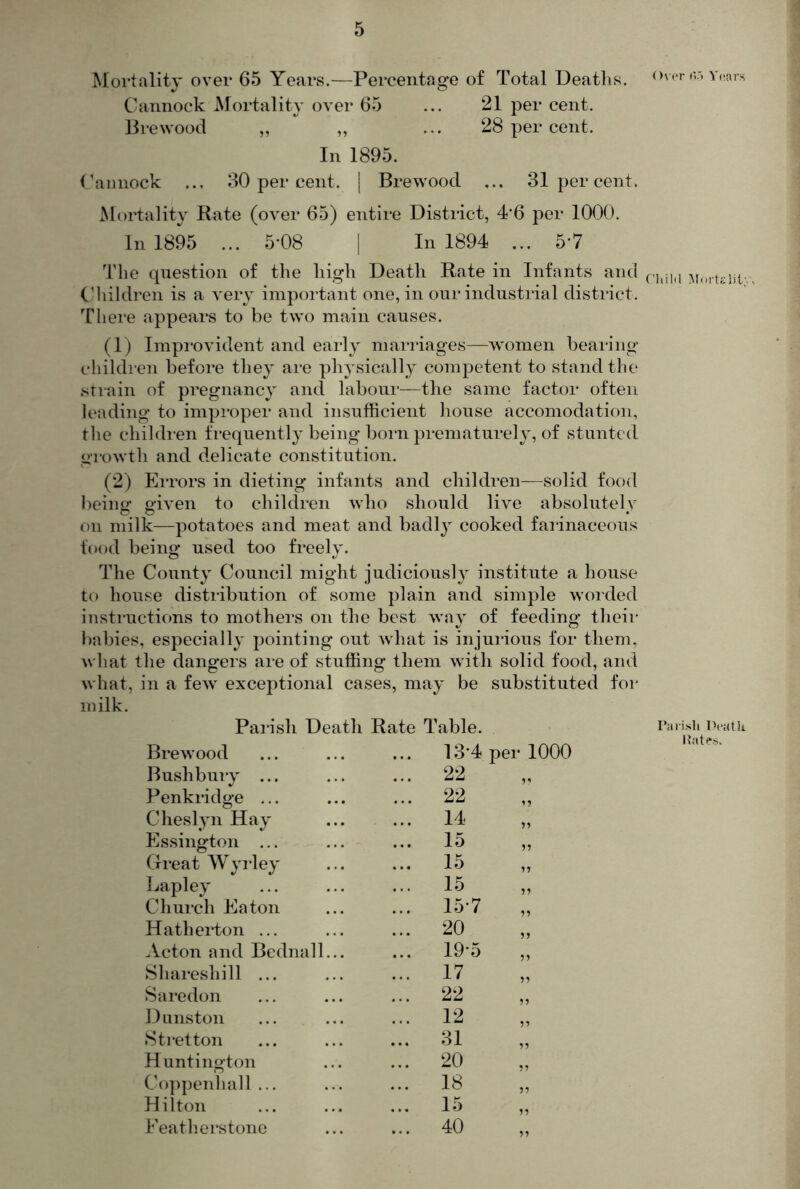 5
Mortality over 65 Years.—Percentage of Total Deaths.
Over 65 Years
Cannock Mortality over 65 ... 21 per cent.
Brewood „ „ ... 28 per cent.
In 1895.
Cannock ... 30 per cent. | Brewood ... 31 per cent.
Mortality Rate (over 65) entire District, 4·6 per 1000.
In 1895 ... 5·08 | In 1894 ... 5·7
The question of the high Death Rate in Infants and
Child Mortality.
Children is a very important one, in our industrial district.
There appears to be two main causes.
(1) Improvident and early marriages—women bearing
children before they are physically competent to stand the
strain of pregnancy and labour—the same factor often
leading to improper and insufficient house accomodation,
the children frequently being born prematurely, of stunted
growth and delicate constitution.
(2) Errors in dieting infants and children—solid food
being given to children who should live absolutely
on milk—potatoes and meat and badly cooked farinaceous
food being used too freely.
The County Council might judiciously institute a house
to house distribution of some plain and simple worded
instructions to mothers on the best way of feeding their
babies, especially pointing out what is injurious for them,
what the dangers are of stuffing them with solid food, and
what, in a few exceptional cases, may be substituted for
milk.
Parish Death Rate Table.
Parish Death
Rates.
Brewood ... ... ... 13·4 per 1000
Bushbury ... ... ... 22 „
Penkridge ... ... ... 22 „
Cheslyn Hay ... ... 14 „
Essington ... ... ... 15 „
Great Wyrley ... ... 15 „
Lapley ... ... ... 15 „
Church Eaton ... ... 15·7 „
Hatherton ... ... ... 20 „
Acton and Bednall... ... 19·5 „
Shareshill ... ... ... 17 „
Saredon ... ... ... 22 „
Dunston ... ... ... 12 „
Stretton ... ... ... 31 „
Huntington ... ... 20 „
Coppenhall ... ... ... 18 „
Hilton ... ... ... 15 „
Featherstone ... ... 40 „